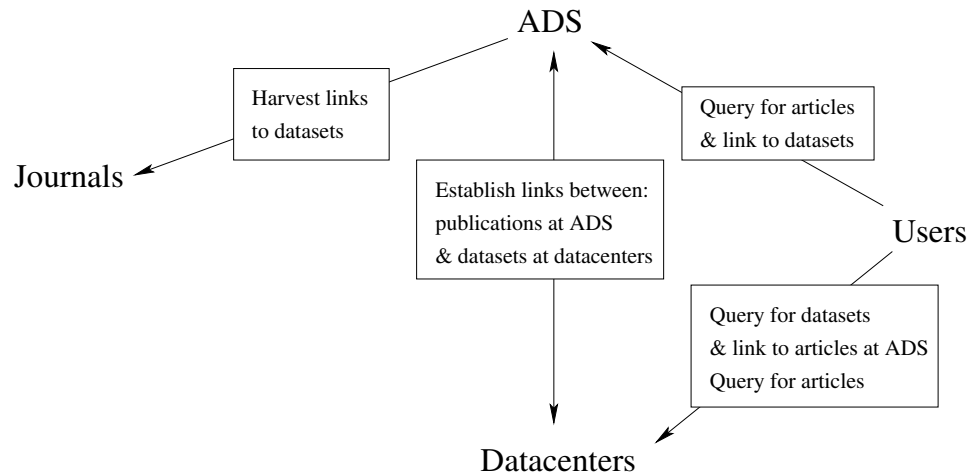 ADS
Harvest links
to datasets
Query for articles
& link to datasets
Journals
Establish links between:
publications at ADS
& datasets at datacenters
Users
Query for datasets
& link to articles at ADS
Query for articles
Datacenters